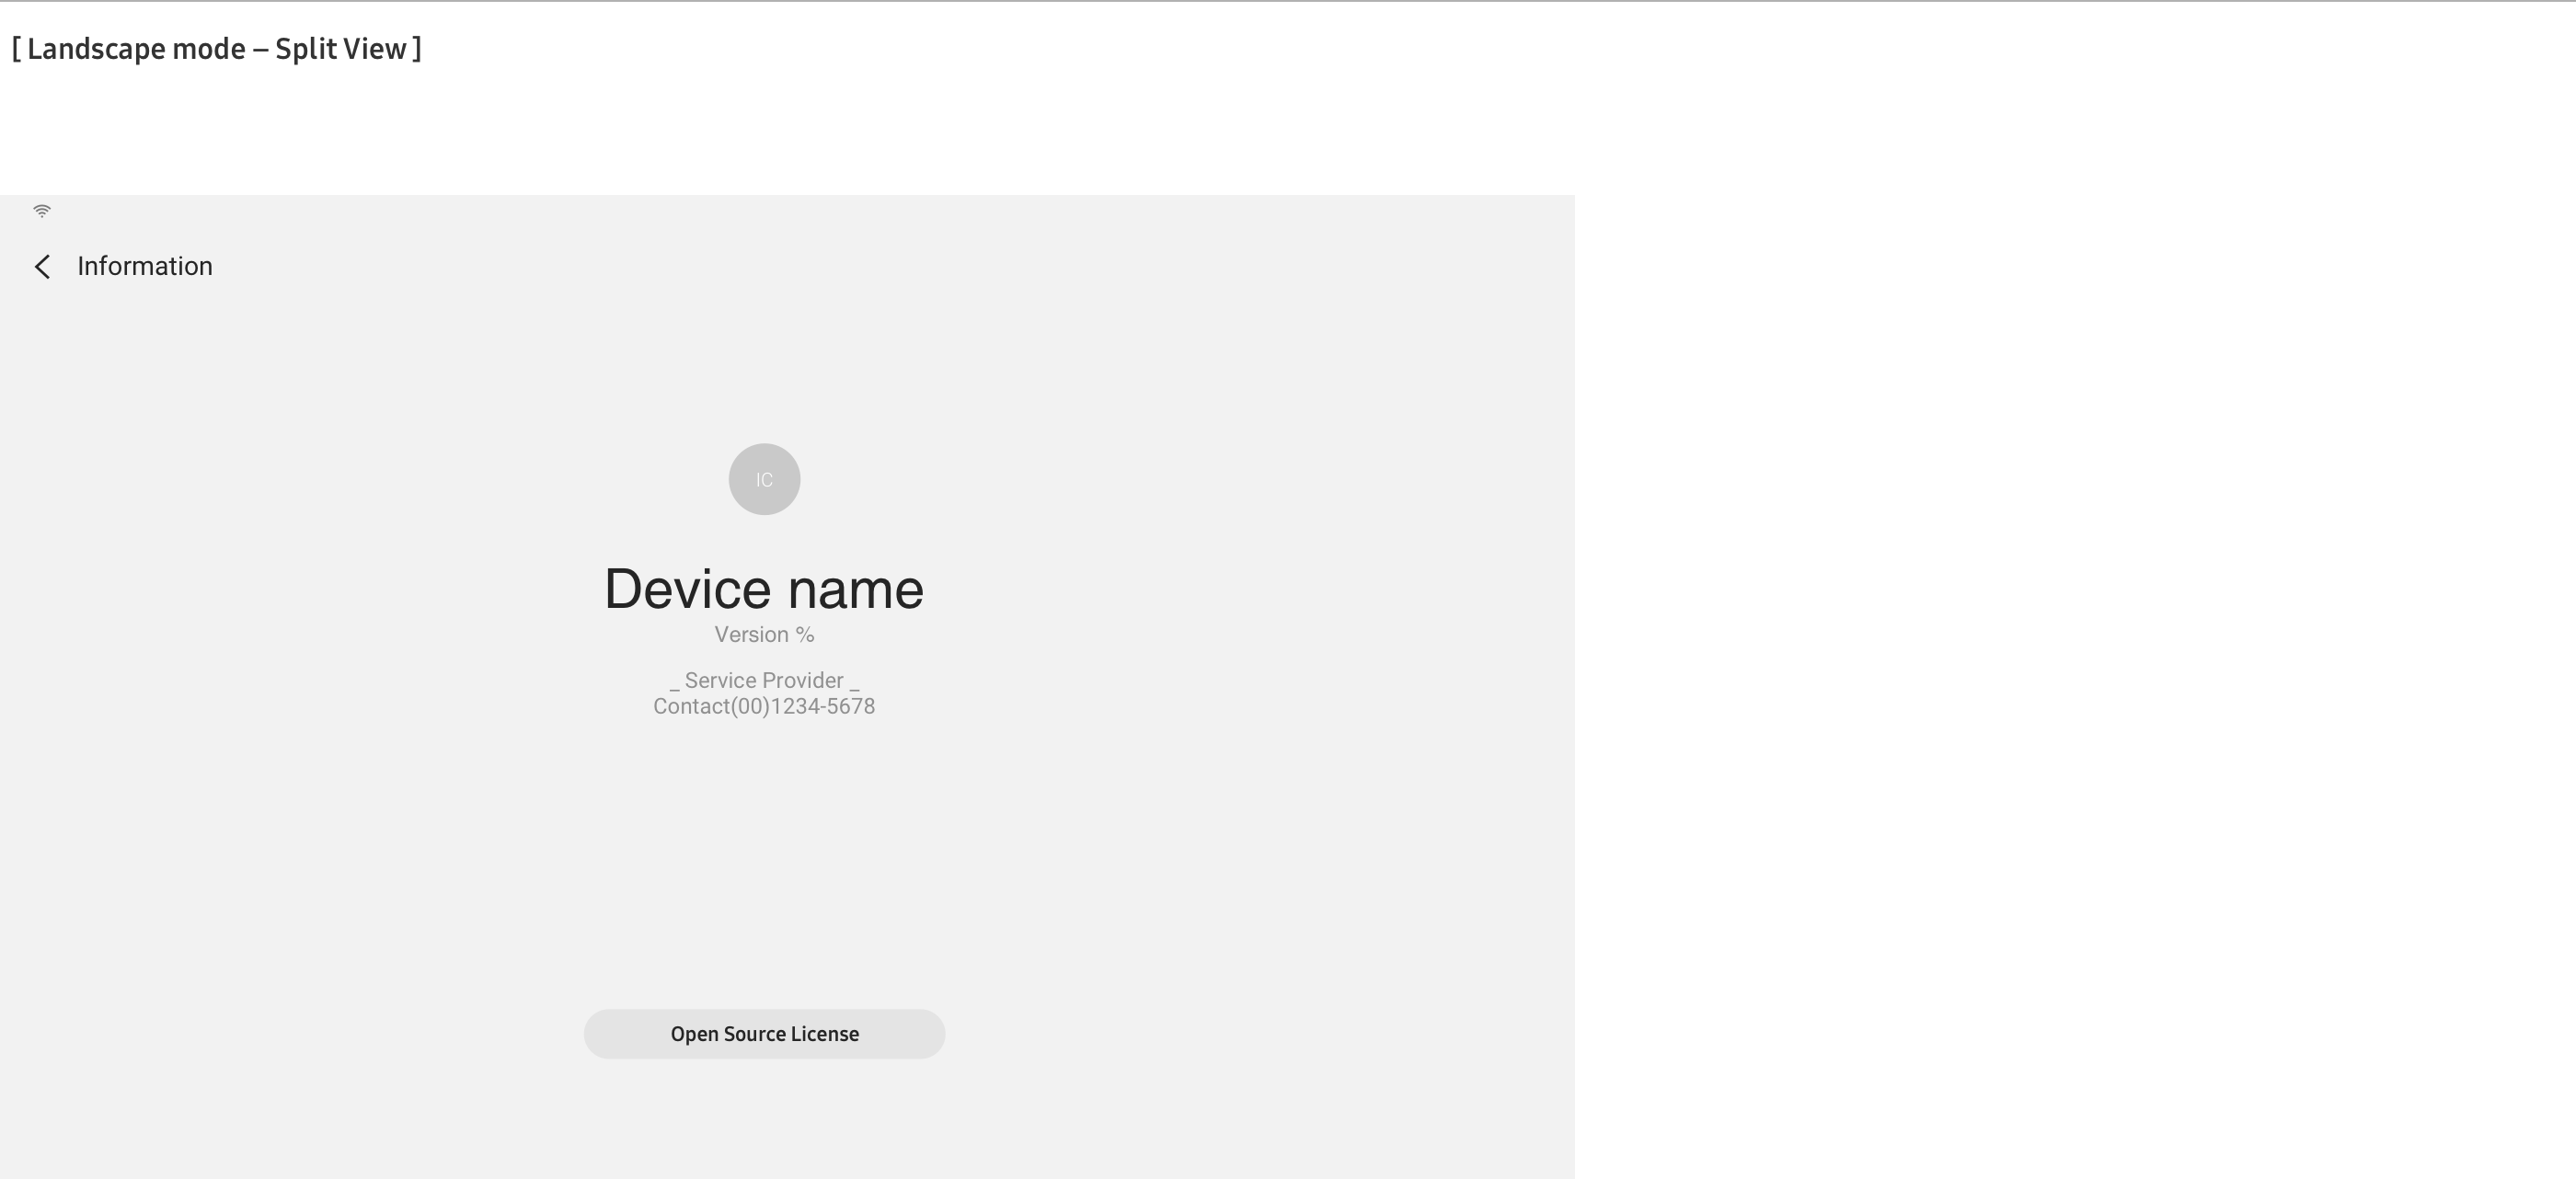 [ Landscape mode – Split View ]
Information
IC
Device name
Version %
_ Service Provider _
Contact(00)1234-5678
Open Source License